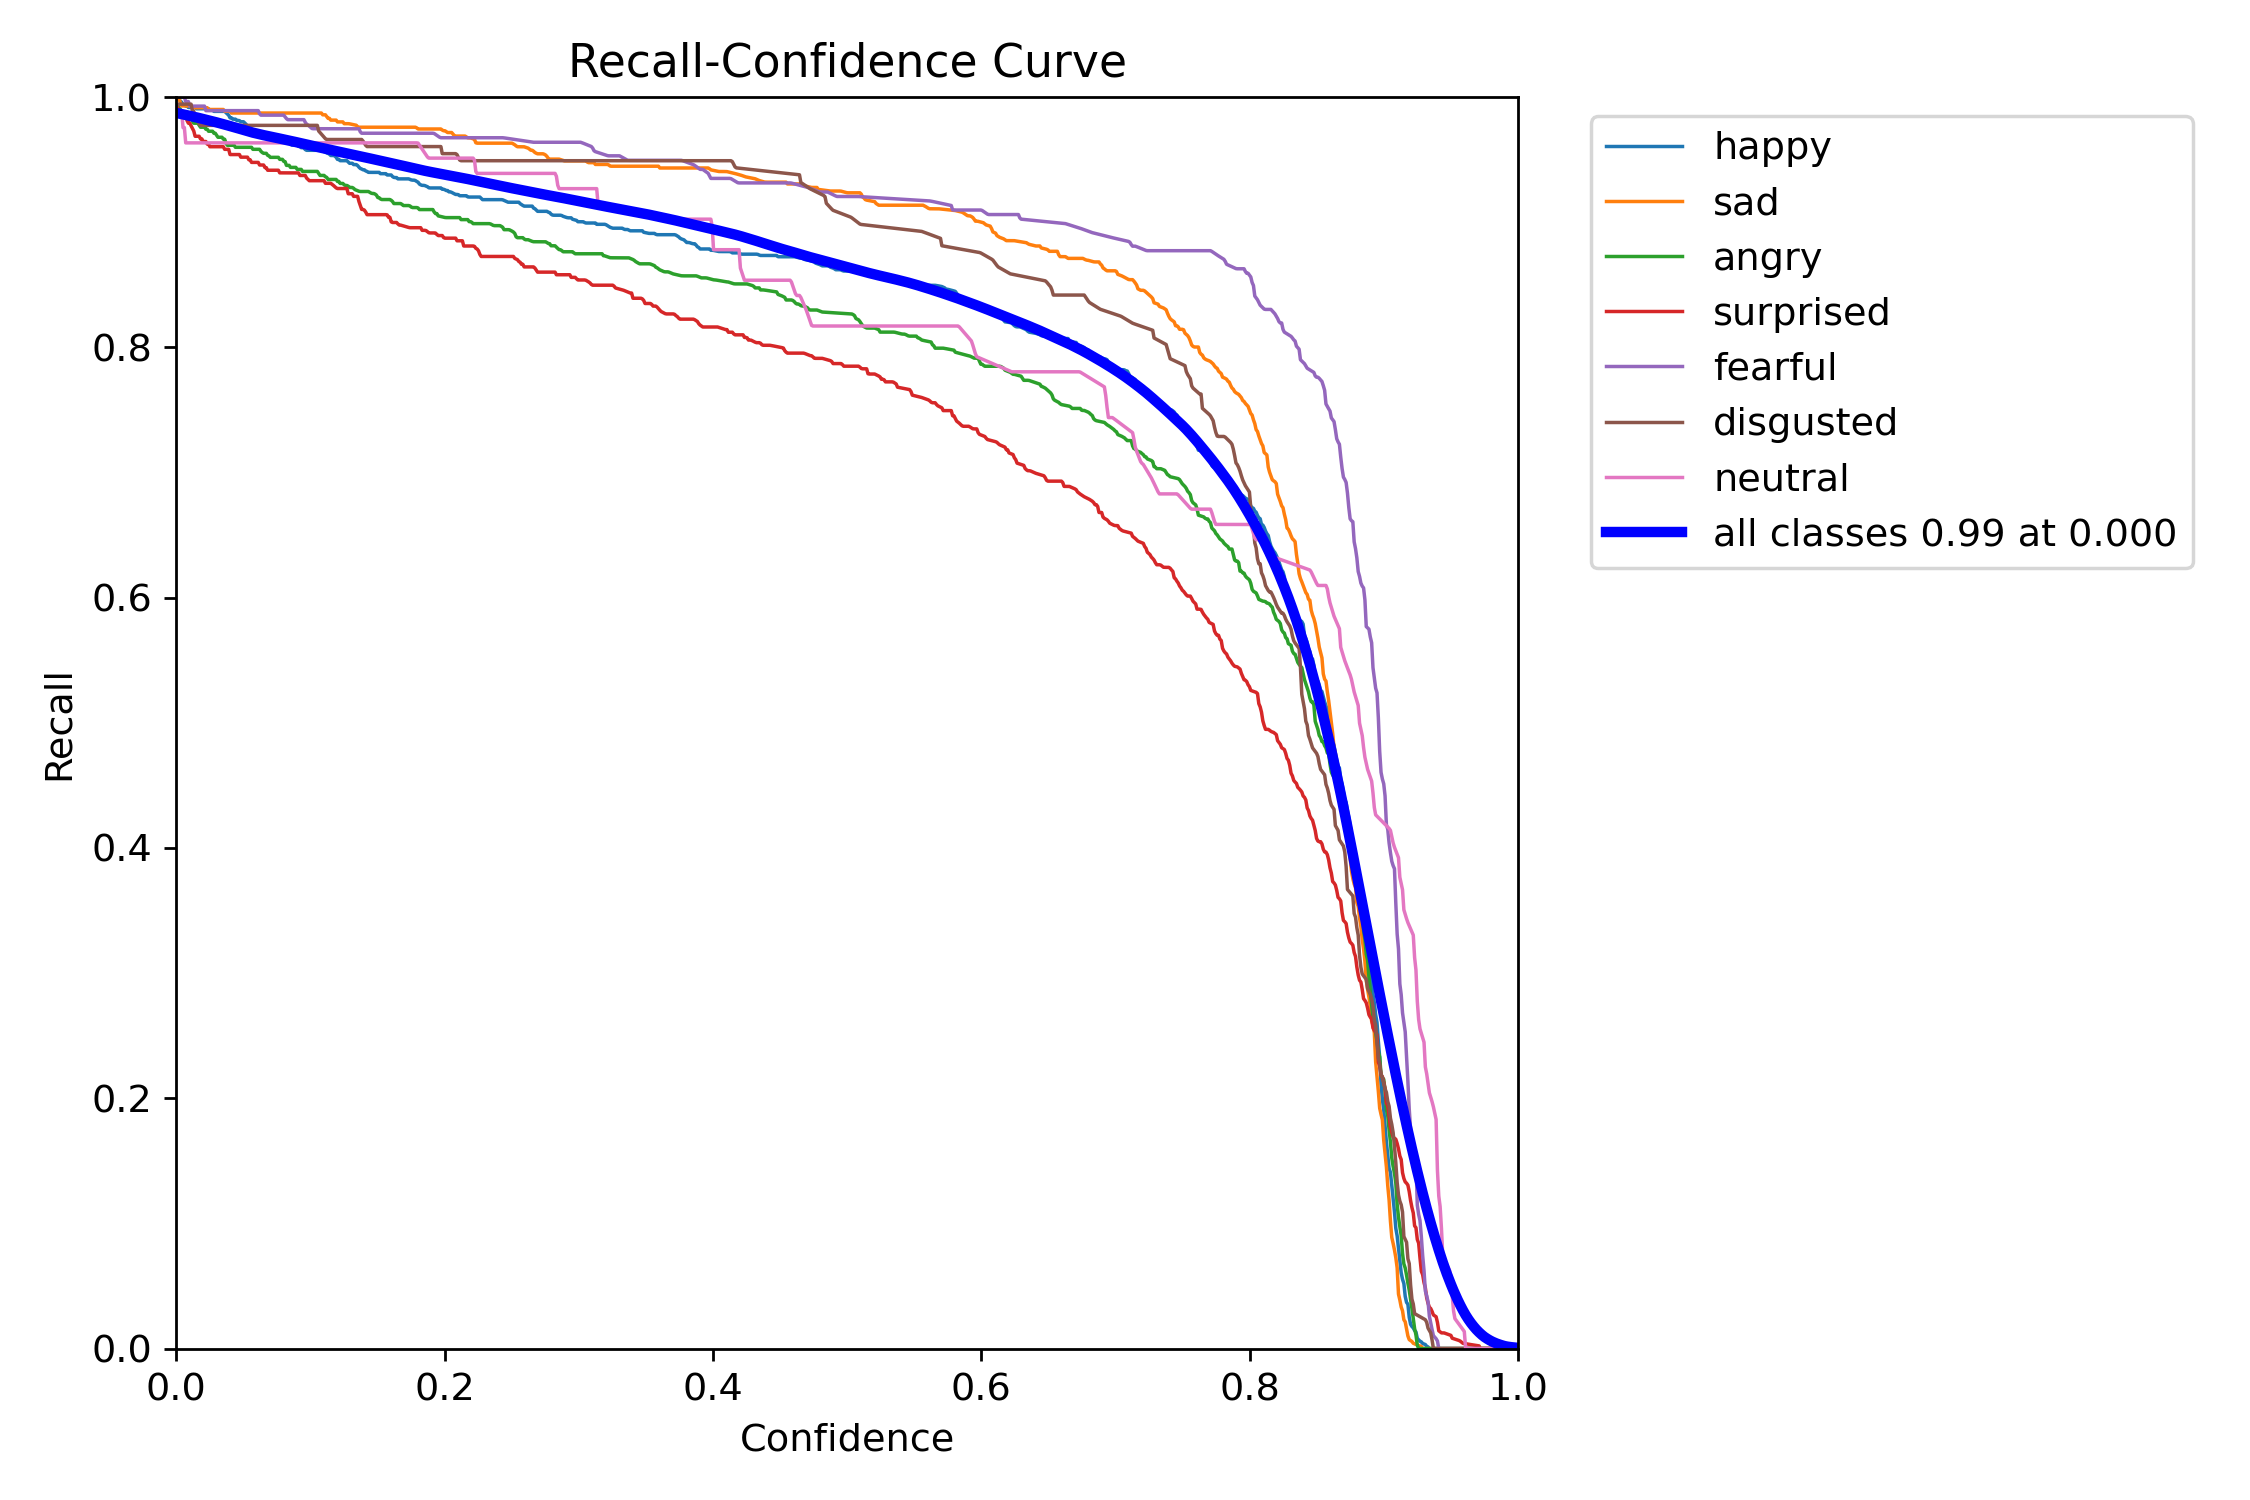 Recall-Confidence Curve
1.0
0.8
0.6
0.4
0.2
0.0
Recall
0.0 0.2 0.4 0.6 0.8 1.0
Confidence
happy
sad
angry
surprised
fearful
disgusted
neutral
all classes 0.99 at 0.000